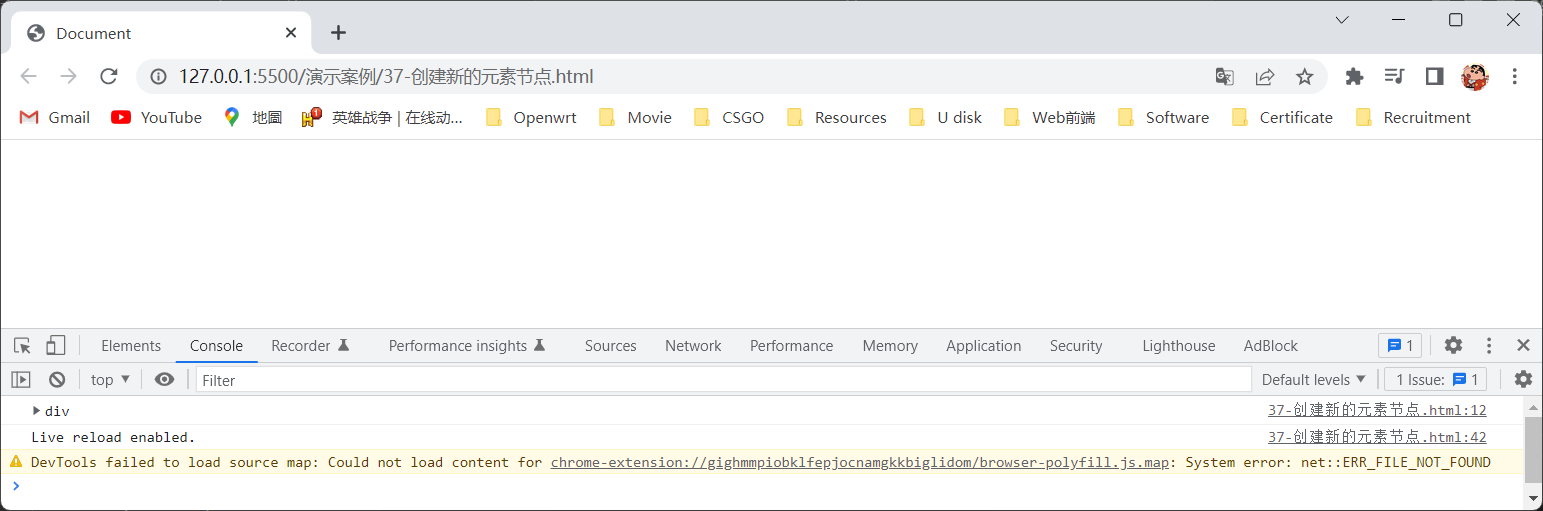 Document
127.0.0.1:5500/演示案例/37-创建新的元素节点.html
Gmail YouTube 地圖 1 英雄战争 | 在线动... Openwrt Movie CSGO Resources U disk Web前端 Software Certificate Recruitment
Elements Console Recorder Performance insights Sources Network Performance Memory Application Security Lighthouse AdBlock 1
top Filter Default levels 1 Issue: 1
div 37-创建新的元素节点.html:12
Live reload enabled. 37-创建新的元素节点.html:42
DevTools failed to load source map: Could not load content for chrome-extension://gighmmpiobklfepjocnamgkkbiglidom/browser-polyfill.js.map: System error: net::ERR_FILE_NOT_FOUND